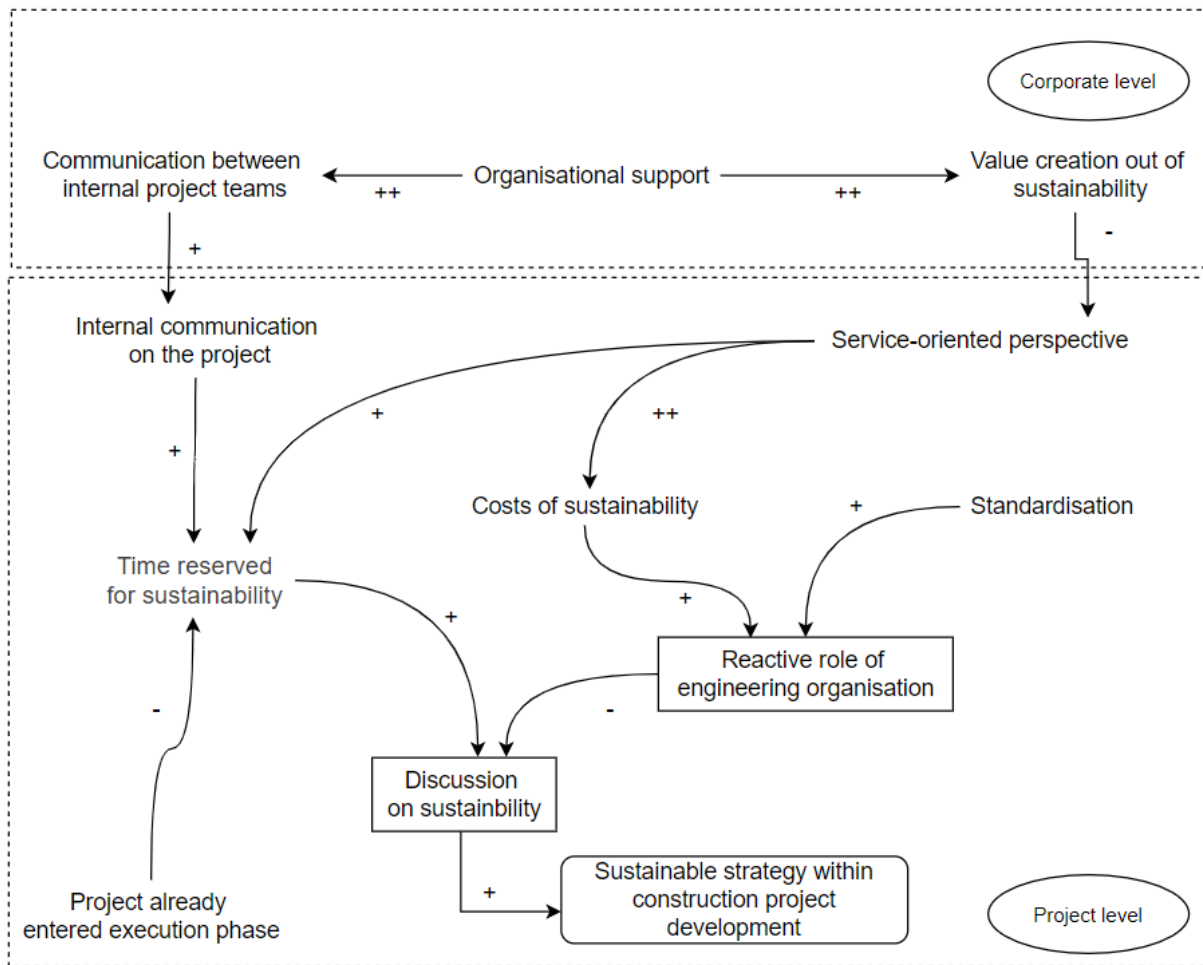 Corporate level
Communication between
internal project teams
++
Organisational support
++
Value creation out of
sustainability
+
-
Internal communication
on the project
Service-oriented perspective
+
+
++
Costs of sustainability
+
Standardisation
Time reserved
for sustainability
+
+
Reactive role of
engineering organisation
-
-
Discussion
on sustainbility
+
Sustainable strategy within
construction project
development
Project already
entered execution phase
Project level